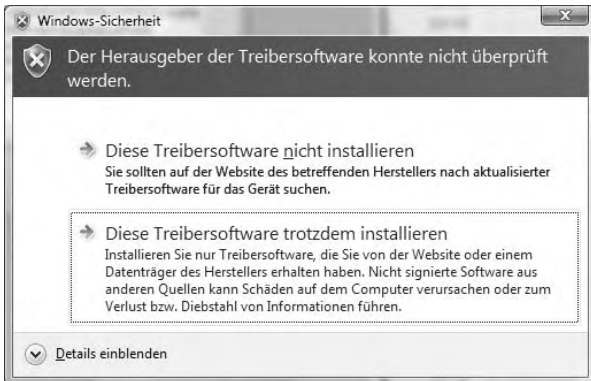 Windows-Sicherheit
Der Herausgeber der Treibersoftware konnte nicht überprüft
werden.
Diese Treibersoftware nicht installieren
Sie sollten auf der Website des betreffenden Herstellers nach aktualisierter
Treibersoftware für das Gerät suchen.
Diese Treibersoftware trotzdem installieren
Installieren Sie nur Treibersoftware, die Sie von der Website oder einem
Datenträger des Herstellers erhalten haben. Nicht signierte Software aus
anderen Quellen kann Schäden auf dem Computer verursachen oder zum
Verlust bzw. Diebstahl von Informationen führen.
Details einblenden